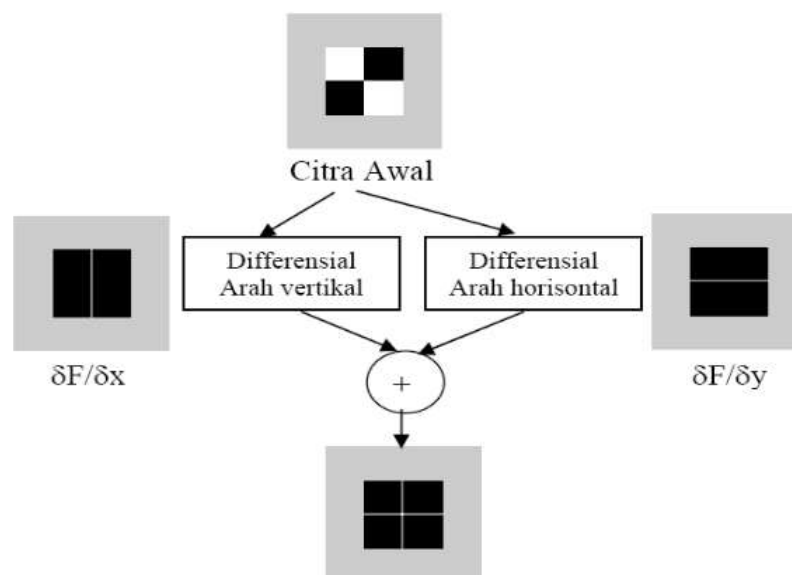 Citra Awal
Differensial
Arah vertikal
Differensial
Arah horisontal
δF/δx
δF/δy
+